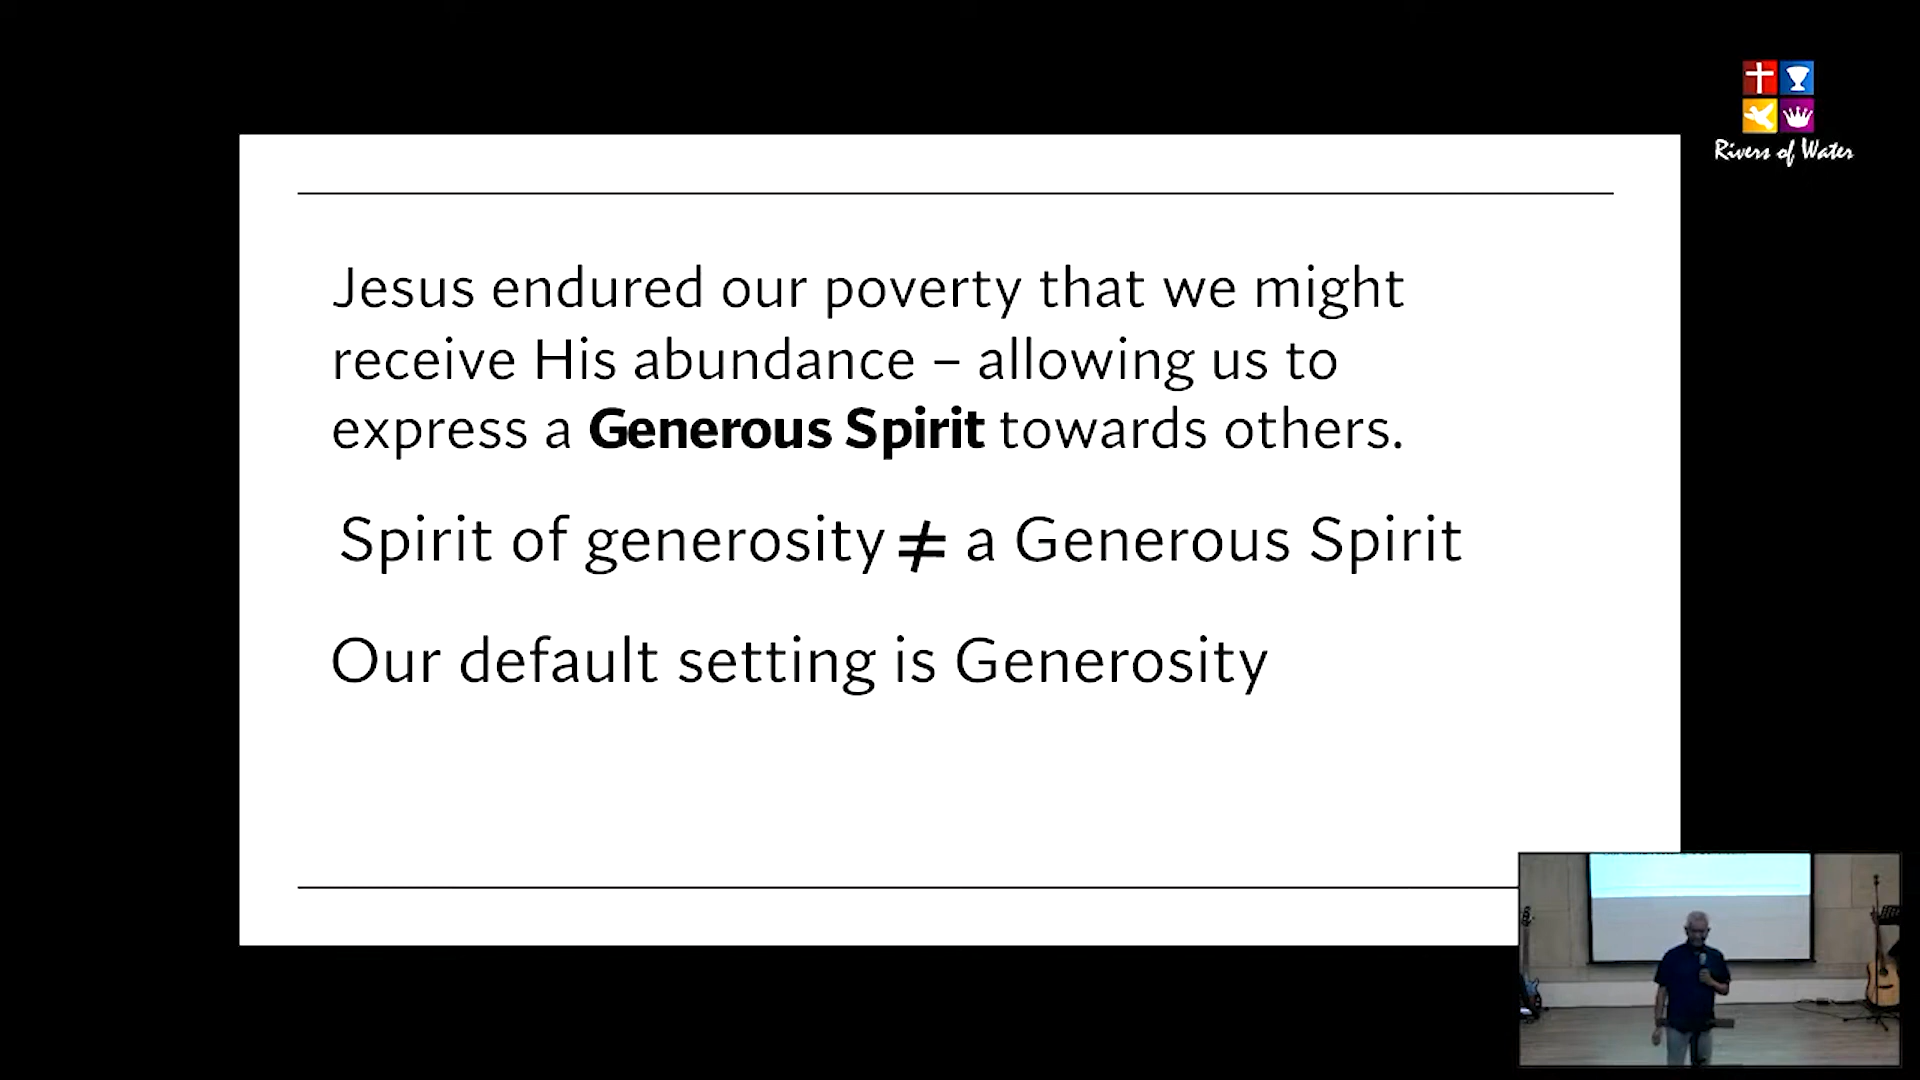 Rivers of Water
Jesus endured our poverty that we might
receive His abundance – allowing us to
express a Generous Spirit towards others.
Spirit of generosity ≠ a Generous Spirit
Our default setting is Generosity